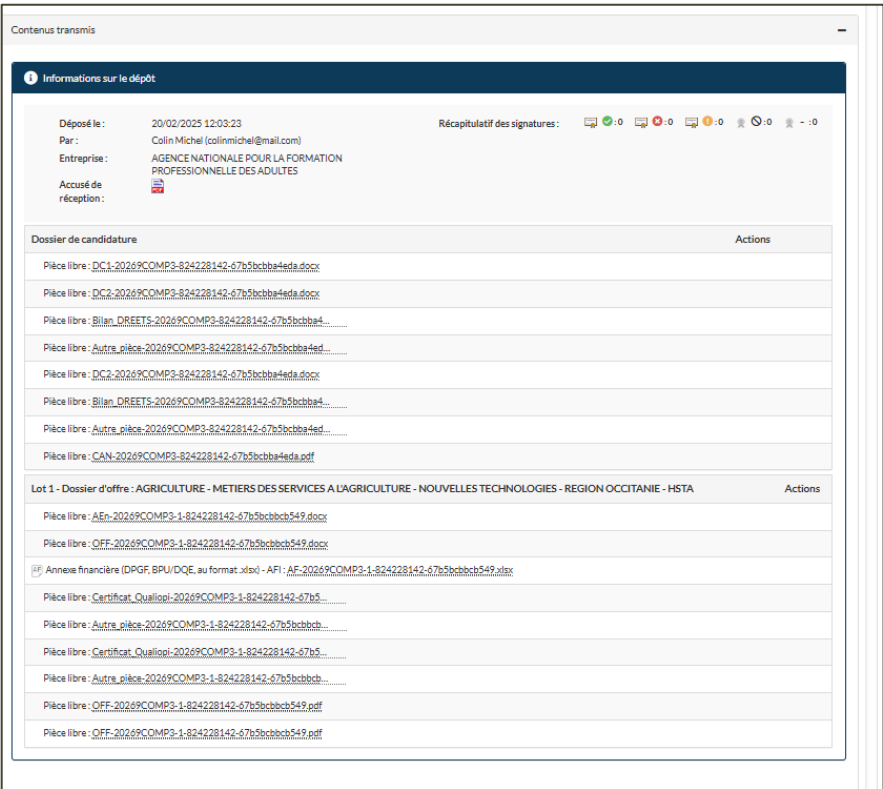 Contenus transmis
Informations sur le dépôt
Déposé le : 20/02/2025 12:03:23 Récapitulatif des signatures : :0 :0 :0 :0 - :0
Par : Colin Michel (colinmichel@mail.com)
Entreprise : AGENCE NATIONALE POUR LA FORMATION
PROFESSIONNELLE DES ADULTES
Accusé de
réception :
Dossier de candidature Actions
Pièce libre : DC1-20269COMP3-824228142-67b5bcbba4eda.docx
Pièce libre : DC2-20269COMP3-824228142-67b5bcbba4eda.docx
Pièce libre : Bilan_DREETS-20269COMP3-824228142-67b5bcbba4...
Pièce libre : Autre_pièce-20269COMP3-824228142-67b5bcbba4ed...
Pièce libre : DC2-20269COMP3-824228142-67b5bcbba4eda.docx
Pièce libre : Bilan_DREETS-20269COMP3-824228142-67b5bcbba4...
Pièce libre : Autre_pièce-20269COMP3-824228142-67b5bcbba4ed...
Pièce libre : CAN-20269COMP3-824228142-67b5bcbba4eda.pdf
Lot 1 - Dossier d'offre : AGRICULTURE - METIERS DES SERVICES A L'AGRICULTURE - NOUVELLES TECHNOLOGIES - REGION OCCITANIE - HSTA Actions
Pièce libre : AEn-20269COMP3-1-824228142-67b5bcbbcb549.docx
Pièce libre : OFF-20269COMP3-1-824228142-67b5bcbbcb549.docx
AF Annexe financière (DPGF, BPU/DQE, au format .xlsx) - AFI : AF-20269COMP3-1-824228142-67b5bcbbcb549.xlsx
Pièce libre : Certificat_Qualiopi-20269COMP3-1-824228142-67b5...
Pièce libre : Autre_pièce-20269COMP3-1-824228142-67b5bcbbcb...
Pièce libre : Certificat_Qualiopi-20269COMP3-1-824228142-67b5...
Pièce libre : Autre_pièce-20269COMP3-1-824228142-67b5bcbbcb...
Pièce libre : OFF-20269COMP3-1-824228142-67b5bcbbcb549.pdf
Pièce libre : OFF-20269COMP3-1-824228142-67b5bcbbcb549.pdf